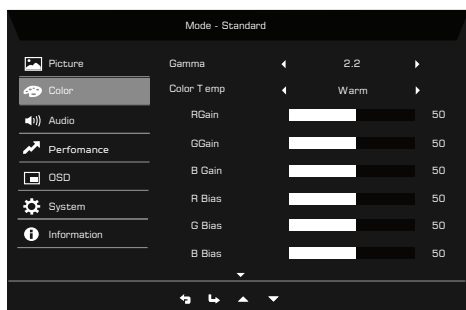 Mode - Standard
Picture
Color
Audio
Perfomance
OSD
System
Information
Gamma 2.2
Color Temp Warm
RGain 50
GGain 50
B Gain 50
R Bias 50
G Bias 50
B Bias 50